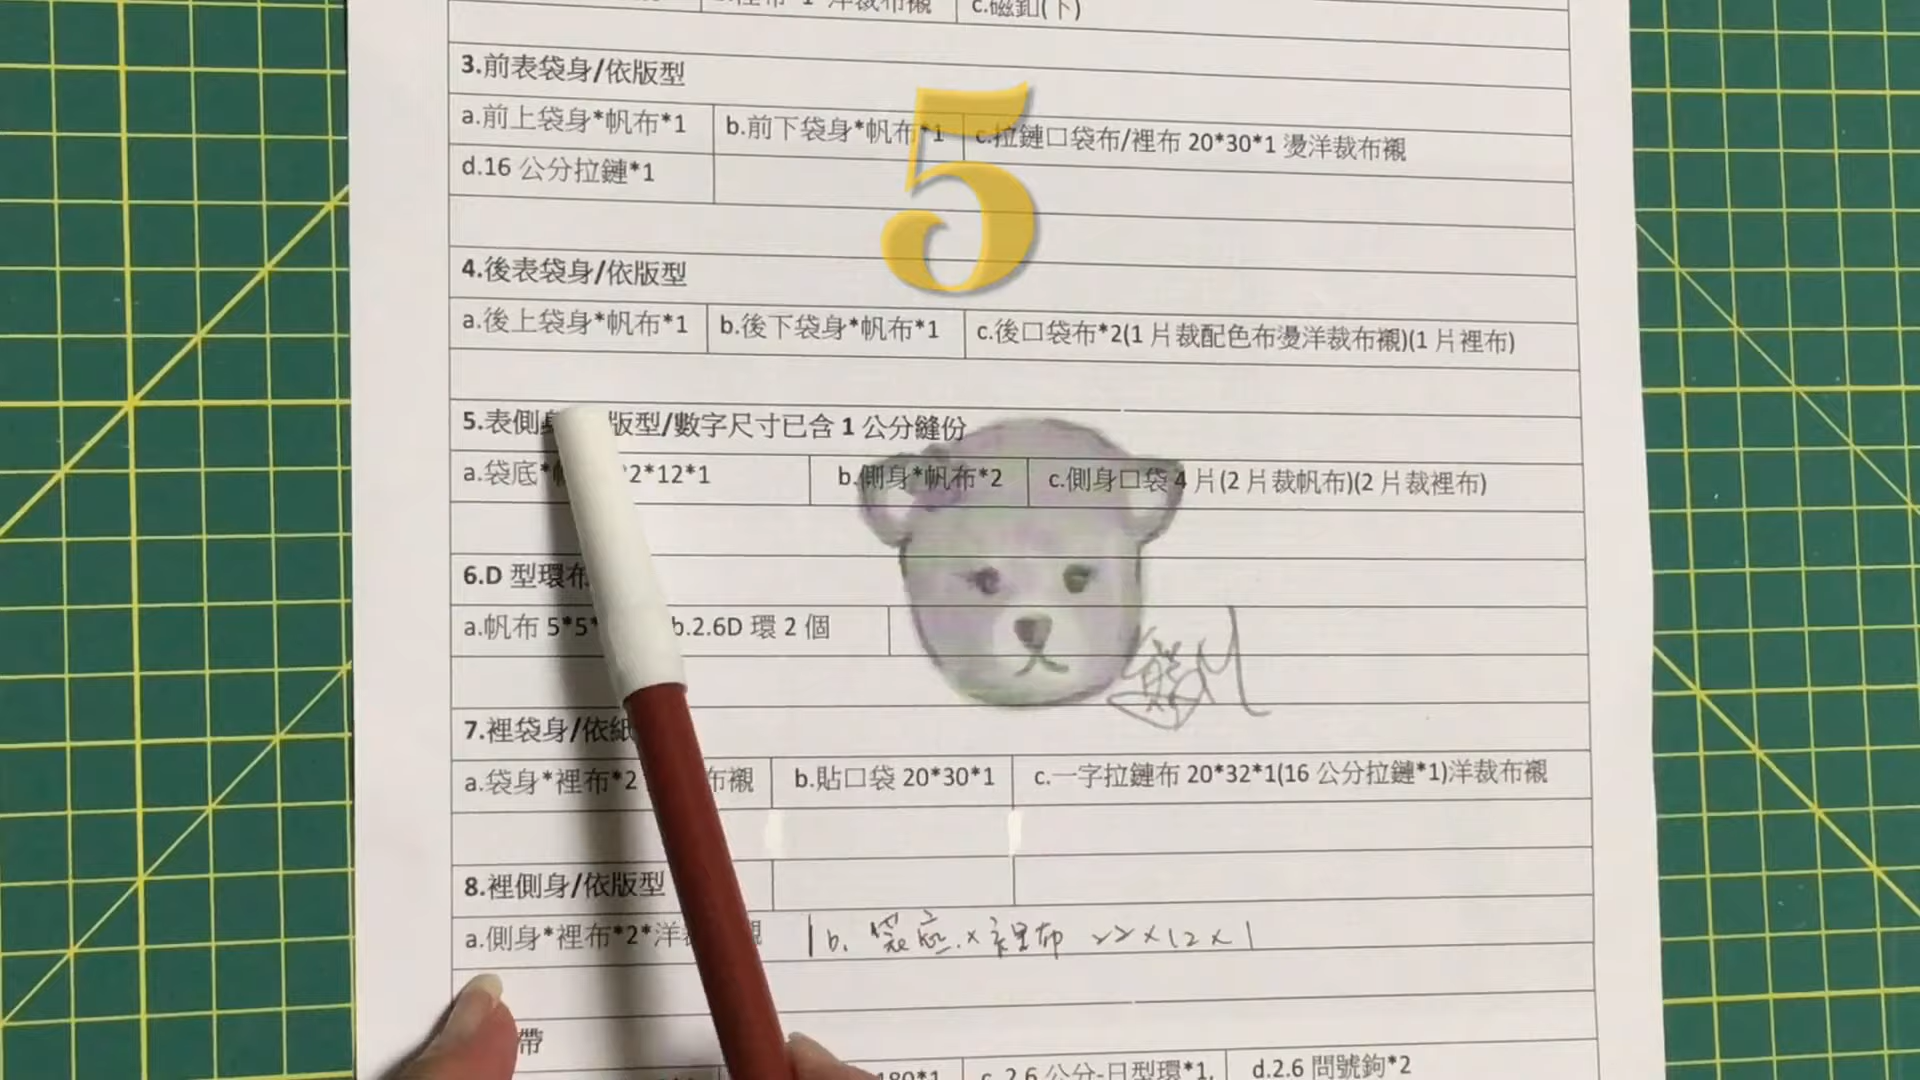 c.磁釦(下)
3.前表袋身/依版型
a.前上袋身*帆布*1 b.前下袋身*帆布*1 c.拉鏈口袋布/裡布 20*30*1 燙洋裁布襯
d.16 公分拉鏈*1
5
4.後表袋身/依版型
a.後上袋身*帆布*1 b.後下袋身*帆布*1 c.後口袋布*2(1 片裁配色布燙洋裁布襯)(1 片裡布)
5.表側 版型/數字尺寸已含 1 公分縫份
a.袋底* 2*12*1 b.側身*帆布*2 c.側身口袋 4 片(2 片裁帆布)(2 片裁裡布)
6.D 型環布
a.帆布 5*5* b.2.6D 環 2 個
7.裡袋身/依紙
a.袋身*裡布*2 布襯 b.貼口袋 20*30*1 c.一字拉鏈布 20*32*1(16 公分拉鏈*1)洋裁布襯
8.裡側身/依版型
a.側身*裡布*2*洋 襯 b. 袋底 x 裡布 22x12x1
帶
180*1 c.2.6 公分-日型環*1. d.2.6 問號鉤*2